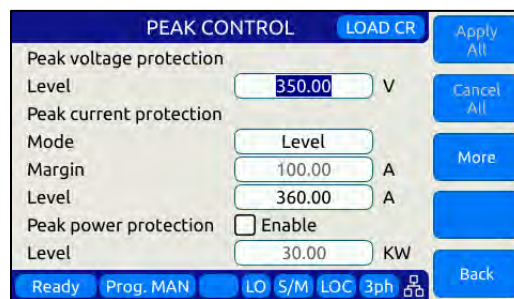 PEAK CONTROL LOAD CR
Apply All
Peak voltage protection
Level 350.00 V
Cancel All
Peak current protection
Mode Level
More
Margin 100.00 A
Level 360.00 A
Peak power protection Enable
Level 30.00 KW
Back
Ready Prog. MAN LO S/M LOC 3ph